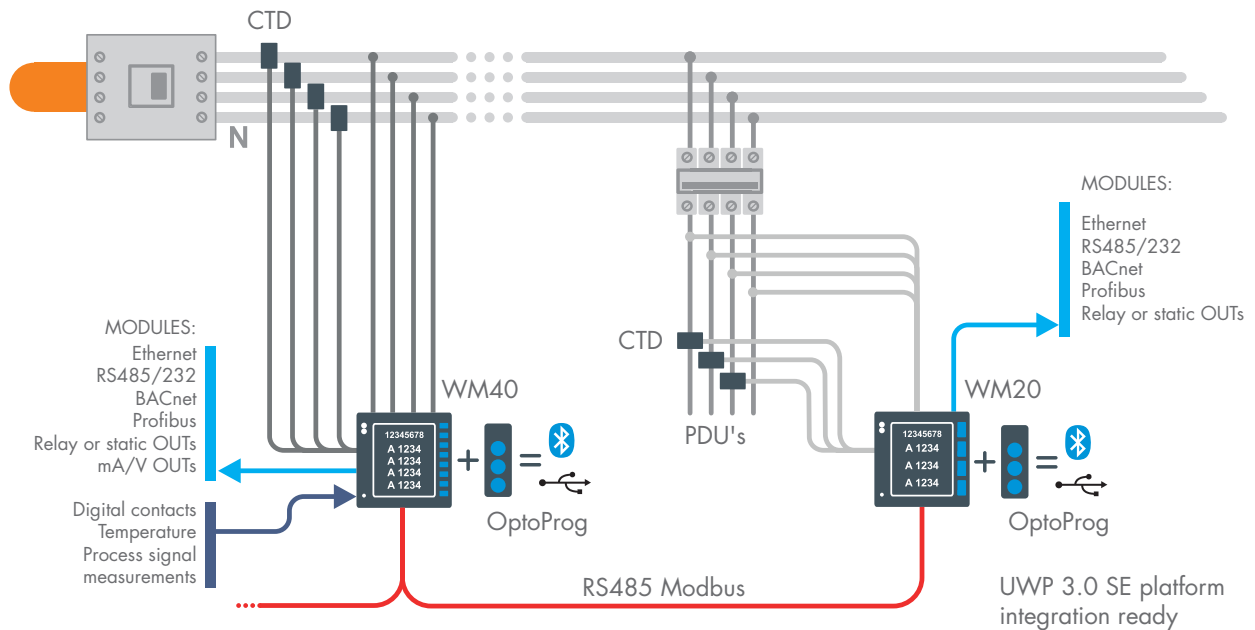 CTD
N
MODULES:
Ethernet
RS485/232
BACnet
Profibus
Relay or static OUTs
CTD
MODULES:
Ethernet
RS485/232
BACnet
Profibus
Relay or static OUTs
mA/V OUTs
WM40
12345678
A 1234
A 1234
A 1234
A 1234
+
=
OptoProg
PDU's
WM20
12345678
A 1234
A 1234
A 1234
+
=
OptoProg
Digital contacts
Temperature
Process signal
measurements
RS485 Modbus
UWP 3.0 SE platform
integration ready